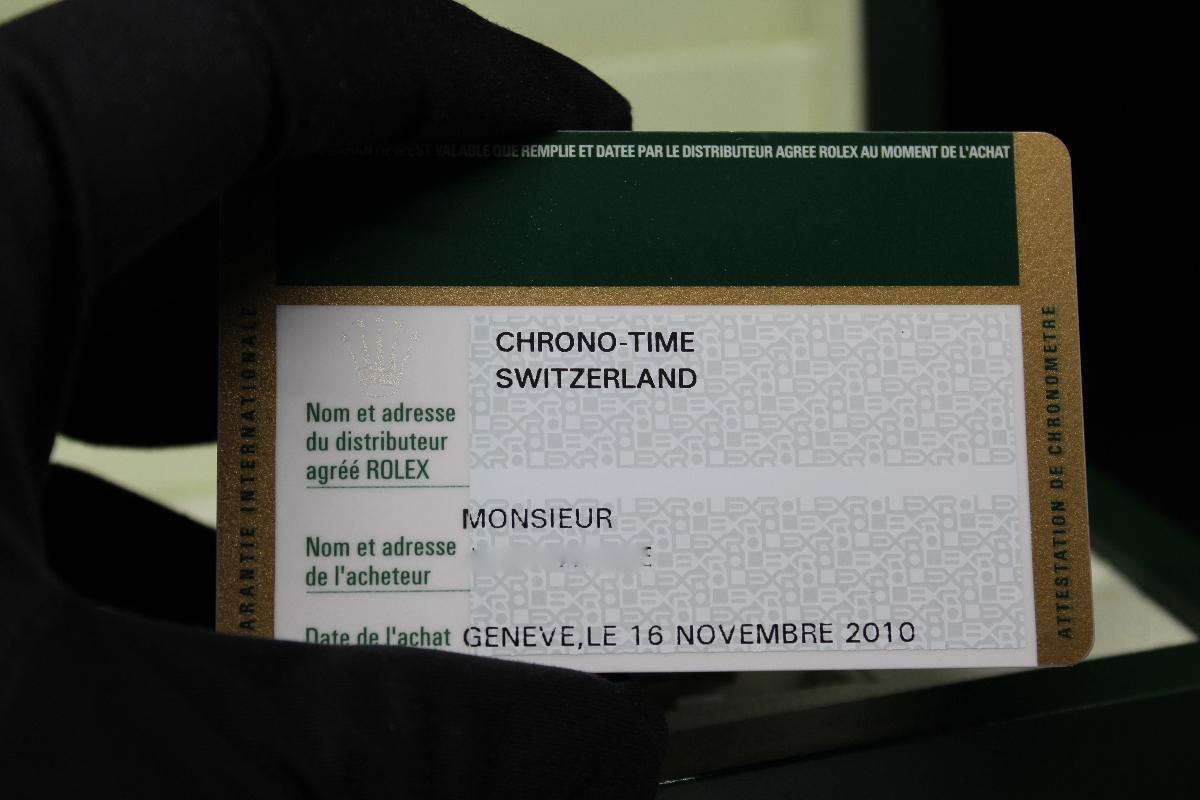 N'EST VALABLE QUE REMPLIE ET DATEE PAR LE DISTRIBUTEUR AGREE ROLEX AU MOMENT DE L'ACHAT
CHRONO-TIME
SWITZERLAND
Nom et adresse
du distributeur
agréé ROLEX
MONSIEUR
Nom et adresse
de l'acheteur
Date de l'achat GENEVE,LE 16 NOVEMBRE 2010
INTERNATIONALE
ATTESTATION DE CHRONOMETRE